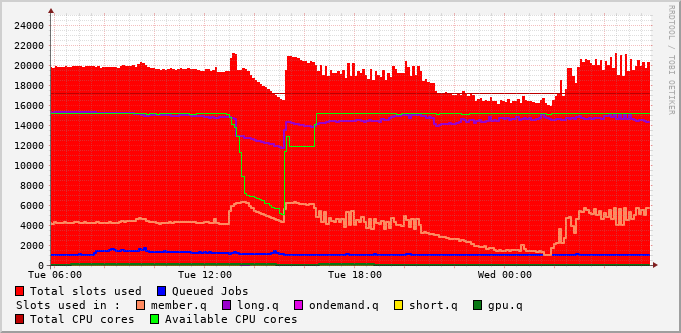 24000
22000
20000
18000
16000
14000
12000
10000
8000
6000
4000
2000
0
Tue 06:00 Tue 12:00 Tue 18:00 Wed 00:00
Total slots used Queued Jobs
Slots used in : member.q long.q ondemand.q short.q gpu.q
Total CPU cores Available CPU cores
RRDTOOL / TOBI OETIKER